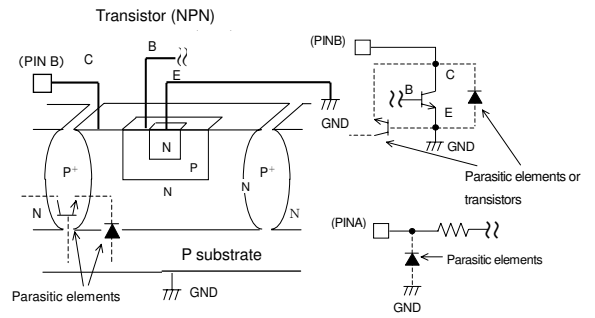 Transistor (NPN)
(PIN B)
C
B
E
GND
N
P
N
P+
N
P+
N
N
P substrate
GND
Parasitic elements
(PINB)
C
B
E
GND
Parasitic elements or
transistors
(PINA)
Parasitic elements
GND